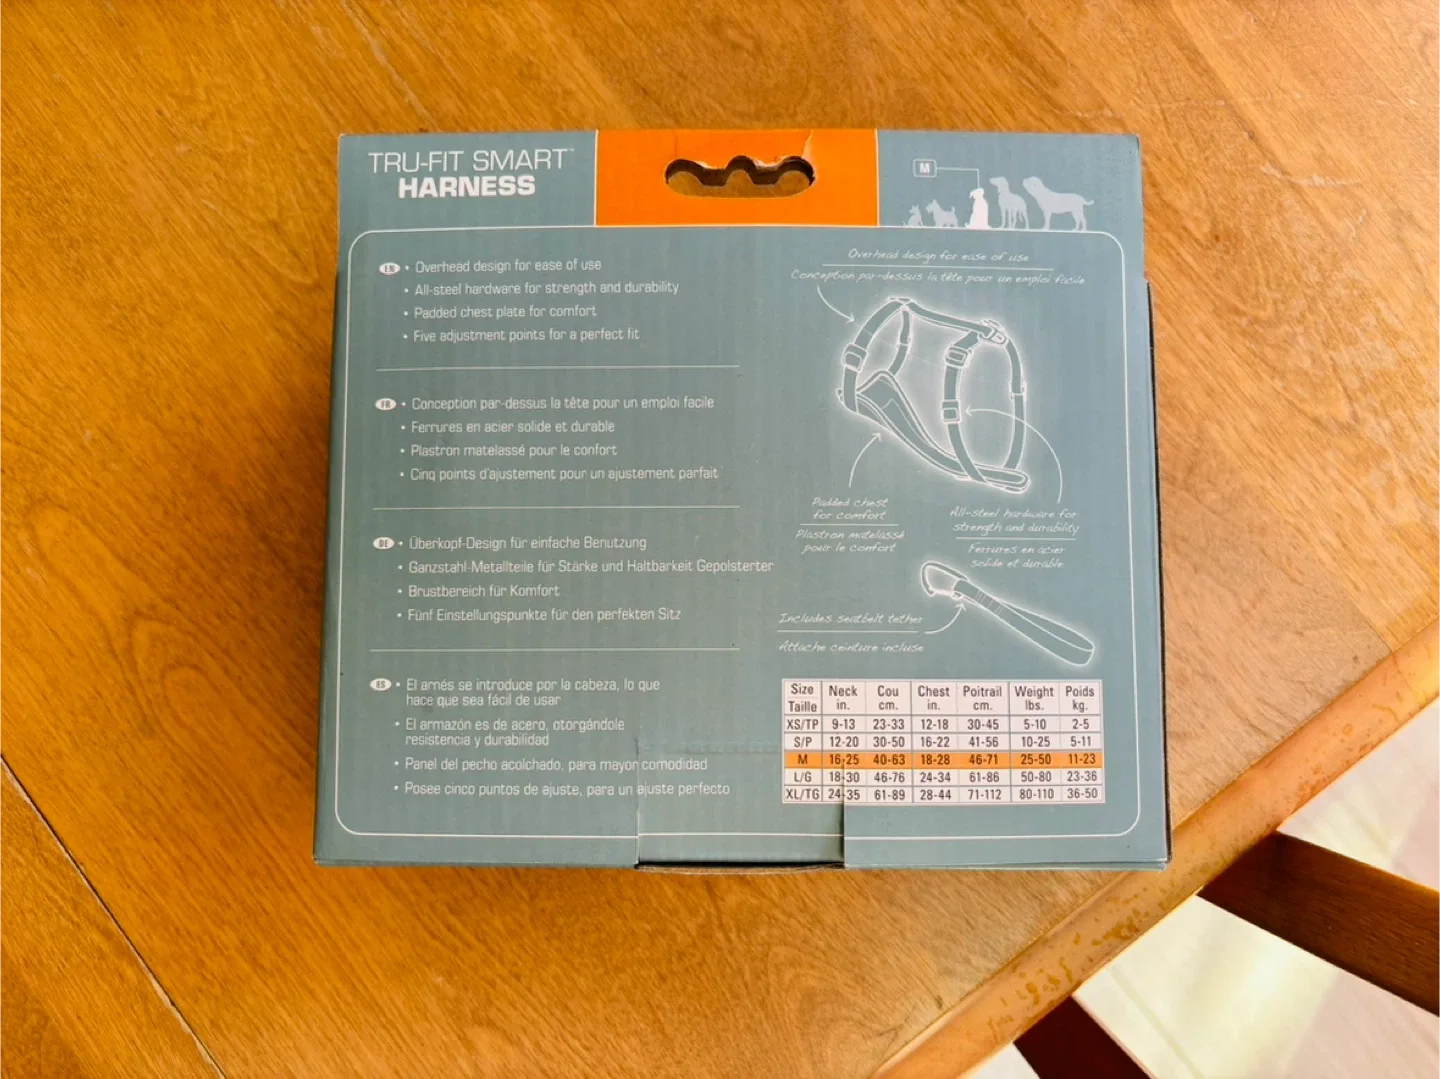 TRU-FIT SMART™
HARNESS
M
EN • Overhead design for ease of use
• All-steel hardware for strength and durability
• Padded chest plate for comfort
• Five adjustment points for a perfect fit
FR • Conception par-dessus la tête pour un emploi facile
• Ferrures en acier solide et durable
• Plastron matelassé pour le confort
• Cinq points d'ajustement pour un ajustement parfait
DE • Überkopf-Design für einfache Benutzung
• Ganzstahl-Metallteile für Stärke und Haltbarkeit Gepolsterter
• Brustbereich für Komfort
• Fünf Einstellungspunkte für den perfekten Sitz
ES • El arnés se introduce por la cabeza, lo que
hace que sea fácil de usar
• El armazón es de acero, otorgándole
resistencia y durabilidad
• Panel del pecho acolchado, para mayor comodidad
• Posee cinco puntos de ajuste, para un ajuste perfecto
Overhead design for ease of use
Conception par-dessus la tête pour un emploi facile
Padded chest
for comfort
Plastron matelassé
pour le confort
All-steel hardware for
strength and durability
Ferrures en acier
solide et durable
Includes seatbelt tether
Attache ceinture incluse
Size Neck Cou Chest Poitrail Weight Poids
Taille in. cm. in. cm. lbs. kg.
XS/TP 9-13 23-33 12-18 30-45 5-10 2-5
S/P 12-20 30-50 16-22 41-56 10-25 5-11
M 16-25 40-63 18-28 46-71 25-50 11-23
L/G 18-30 46-76 24-34 61-86 50-80 23-36
XL/TG 24-35 61-89 28-44 71-112 80-110 36-50